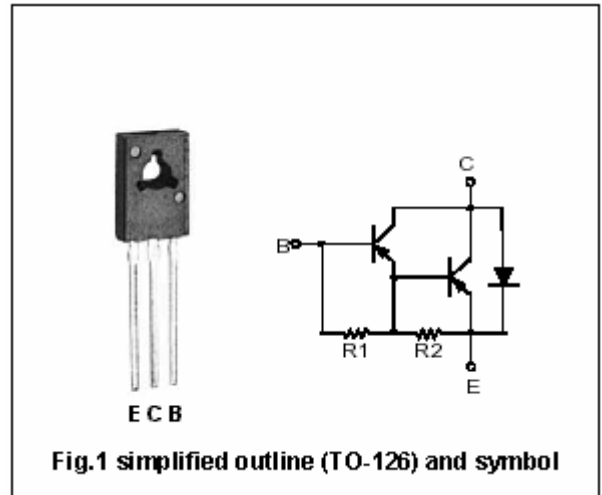 C
B
R1 R2
E
E C B
Fig.1 simplified outline (TO-126) and symbol